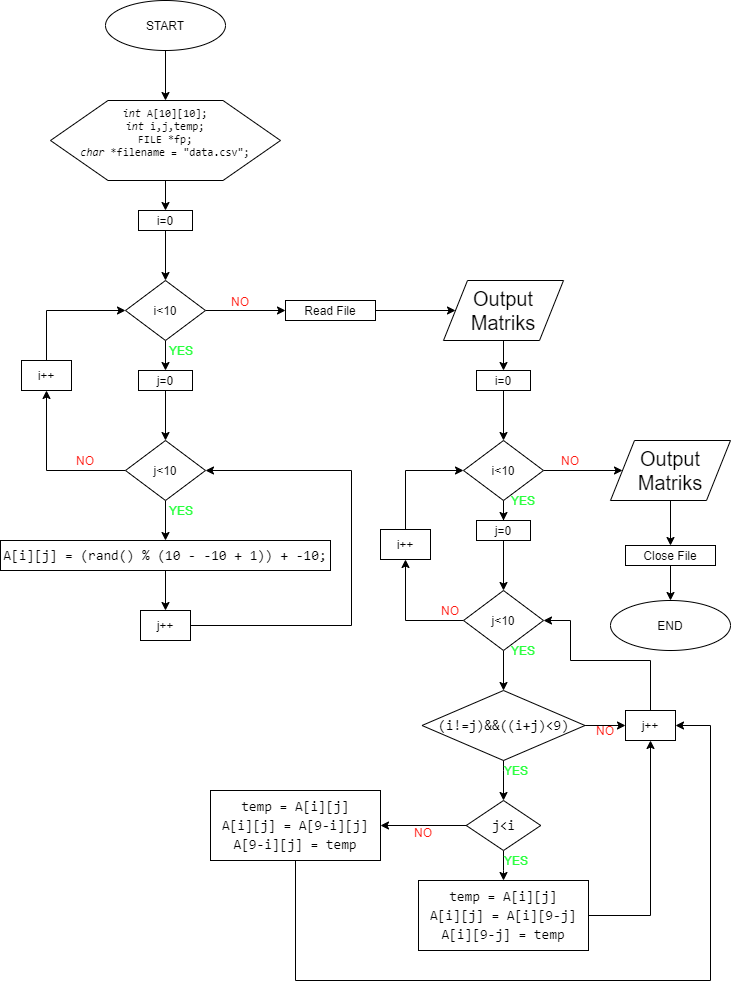 START
int A[10][10];
int i,j,temp;
FILE *fp;
char *filename = "data.csv";
i=0
i<10
NO
Read File
Output
Matriks
YES
i++
j=0
i=0
NO
j<10
YES
i<10
NO
Output
Matriks
YES
A[i][j] = (rand() % (10 - -10 + 1)) + -10;
i++
j=0
Close File
j++
NO
j<10
YES
END
(i!=j)&&((i+j)<9)
NO
j++
YES
temp = A[i][j]
A[i][j] = A[9-i][j]
A[9-i][j] = temp
NO
j<i
YES
temp = A[i][j]
A[i][j] = A[i][9-j]
A[i][9-j] = temp